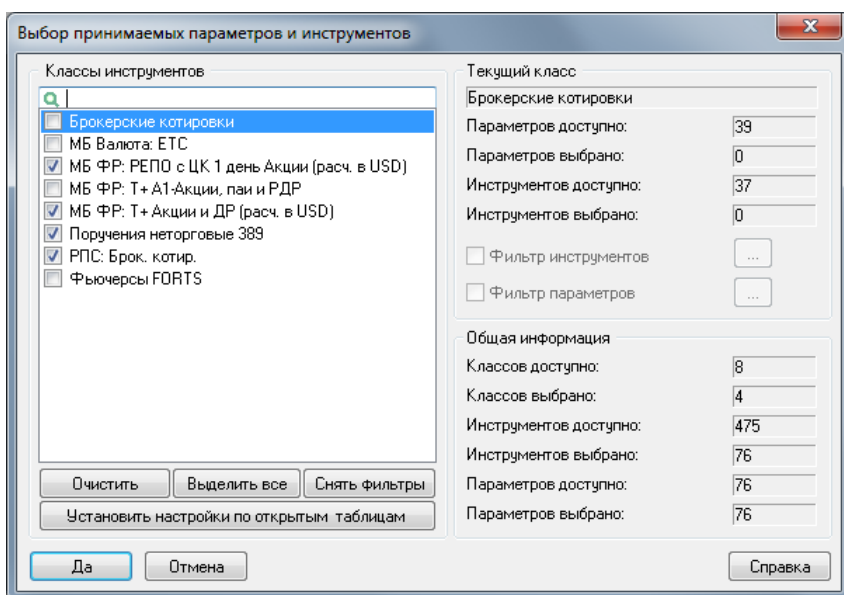 Выбор принимаемых параметров и инструментов
Классы инструментов
Брокерские котировки
МБ Валюта: ETC
МБ ФР: РЕПО с ЦК 1 день Акции (расч. в USD)
МБ ФР: Т+ А1-Акции, паи и РДР
МБ ФР: Т+ Акции и ДР (расч. в USD)
Поручения неторговые 389
РПС: Брок. котир.
Фьючерсы FORTS
Очистить
Выделить все
Снять фильтры
Установить настройки по открытым таблицам
Текущий класс
Брокерские котировки
Параметров доступно: 39
Параметров выбрано: 0
Инструментов доступно: 37
Инструментов выбрано: 0
Фильтр инструментов ...
Фильтр параметров ...
Общая информация
Классов доступно: 8
Классов выбрано: 4
Инструментов доступно: 475
Инструментов выбрано: 76
Параметров доступно: 76
Параметров выбрано: 76
Да
Отмена
Справка